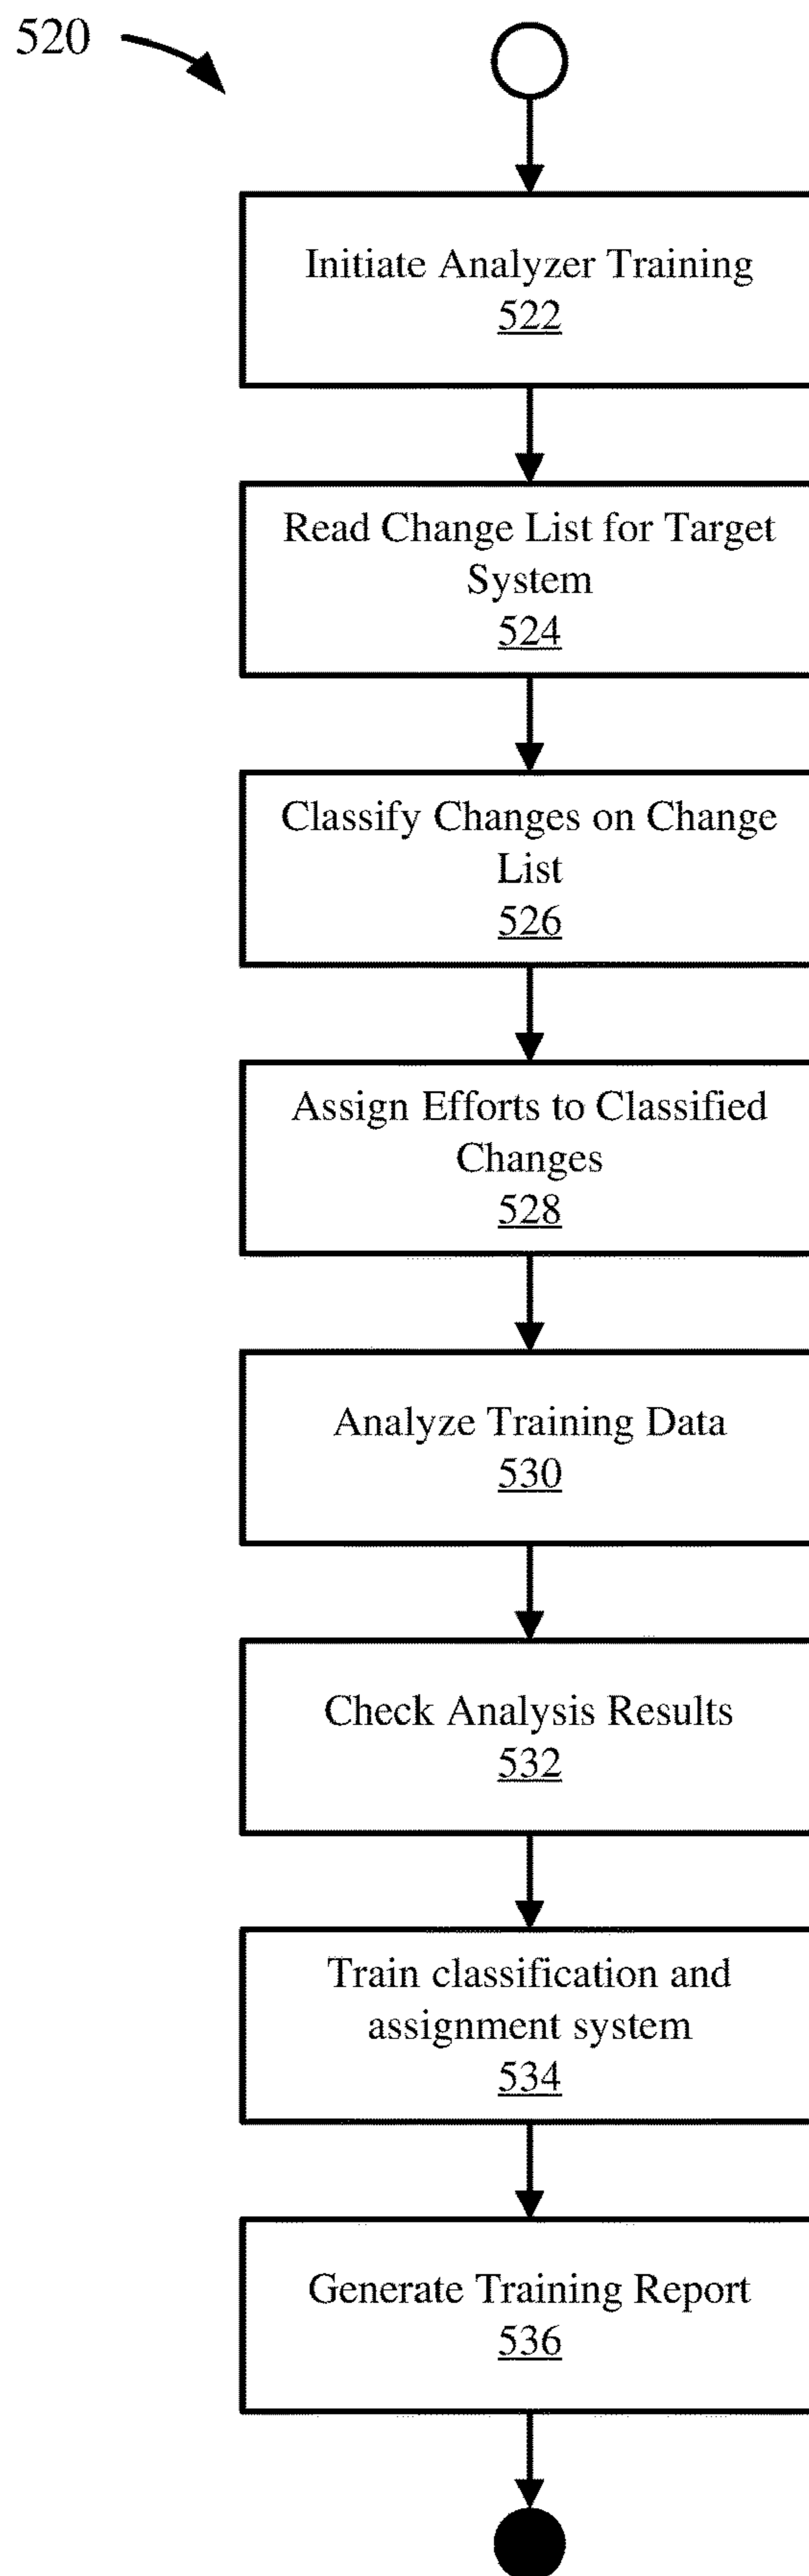 520
Initiate Analyzer Training
522
Read Change List for Target
System
524
Classify Changes on Change
List
526
Assign Efforts to Classified
Changes
528
Analyze Training Data
530
Check Analysis Results
532
Train classification and
assignment system
534
Generate Training Report
536